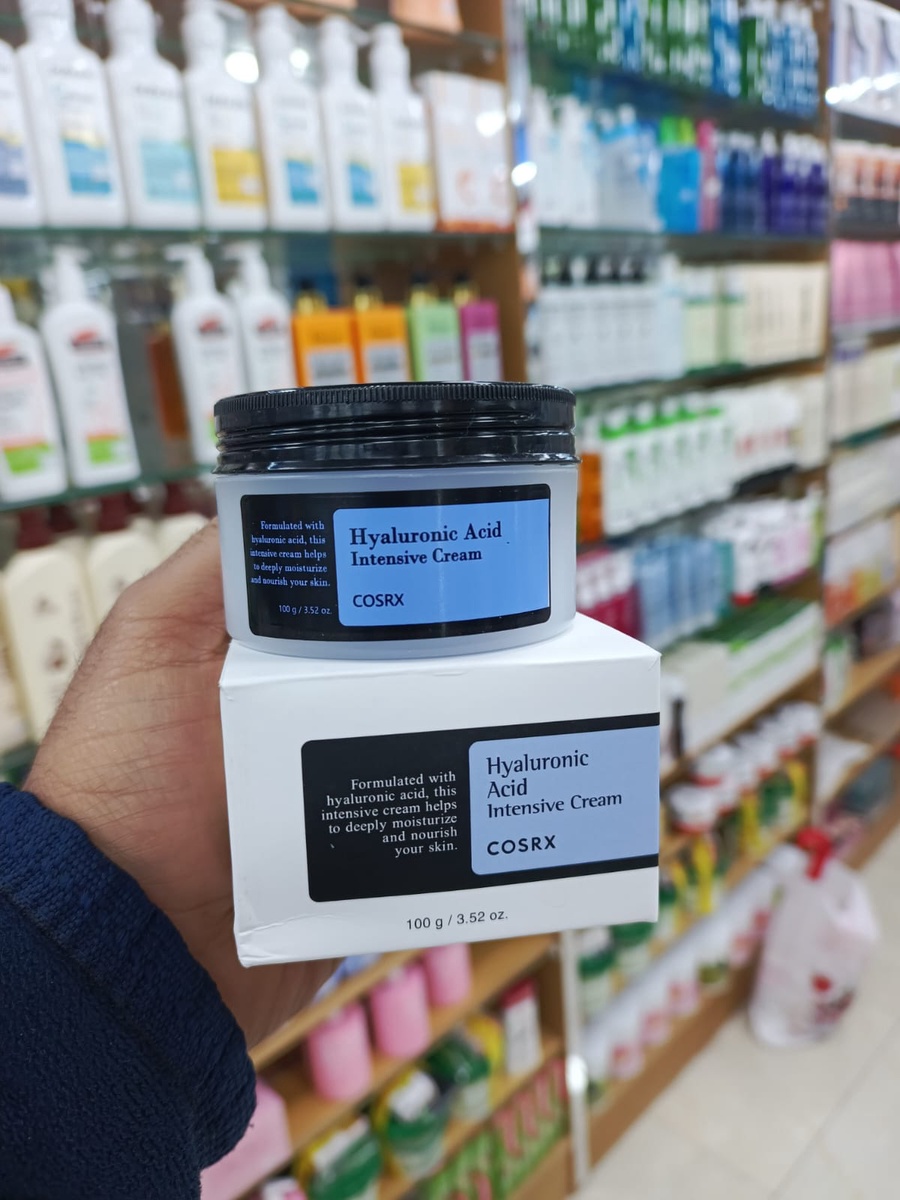 Formulated with
hyaluronic acid, this
intensive cream helps
to deeply moisturize
and nourish your skin.
100 g / 3.52 oz.
Hyaluronic Acid
Intensive Cream
COSRX
Formulated with
hyaluronic acid, this
intensive cream helps
to deeply moisturize
and nourish
your skin.
Hyaluronic
Acid
Intensive Cream
COSRX
100 g / 3.52 oz.